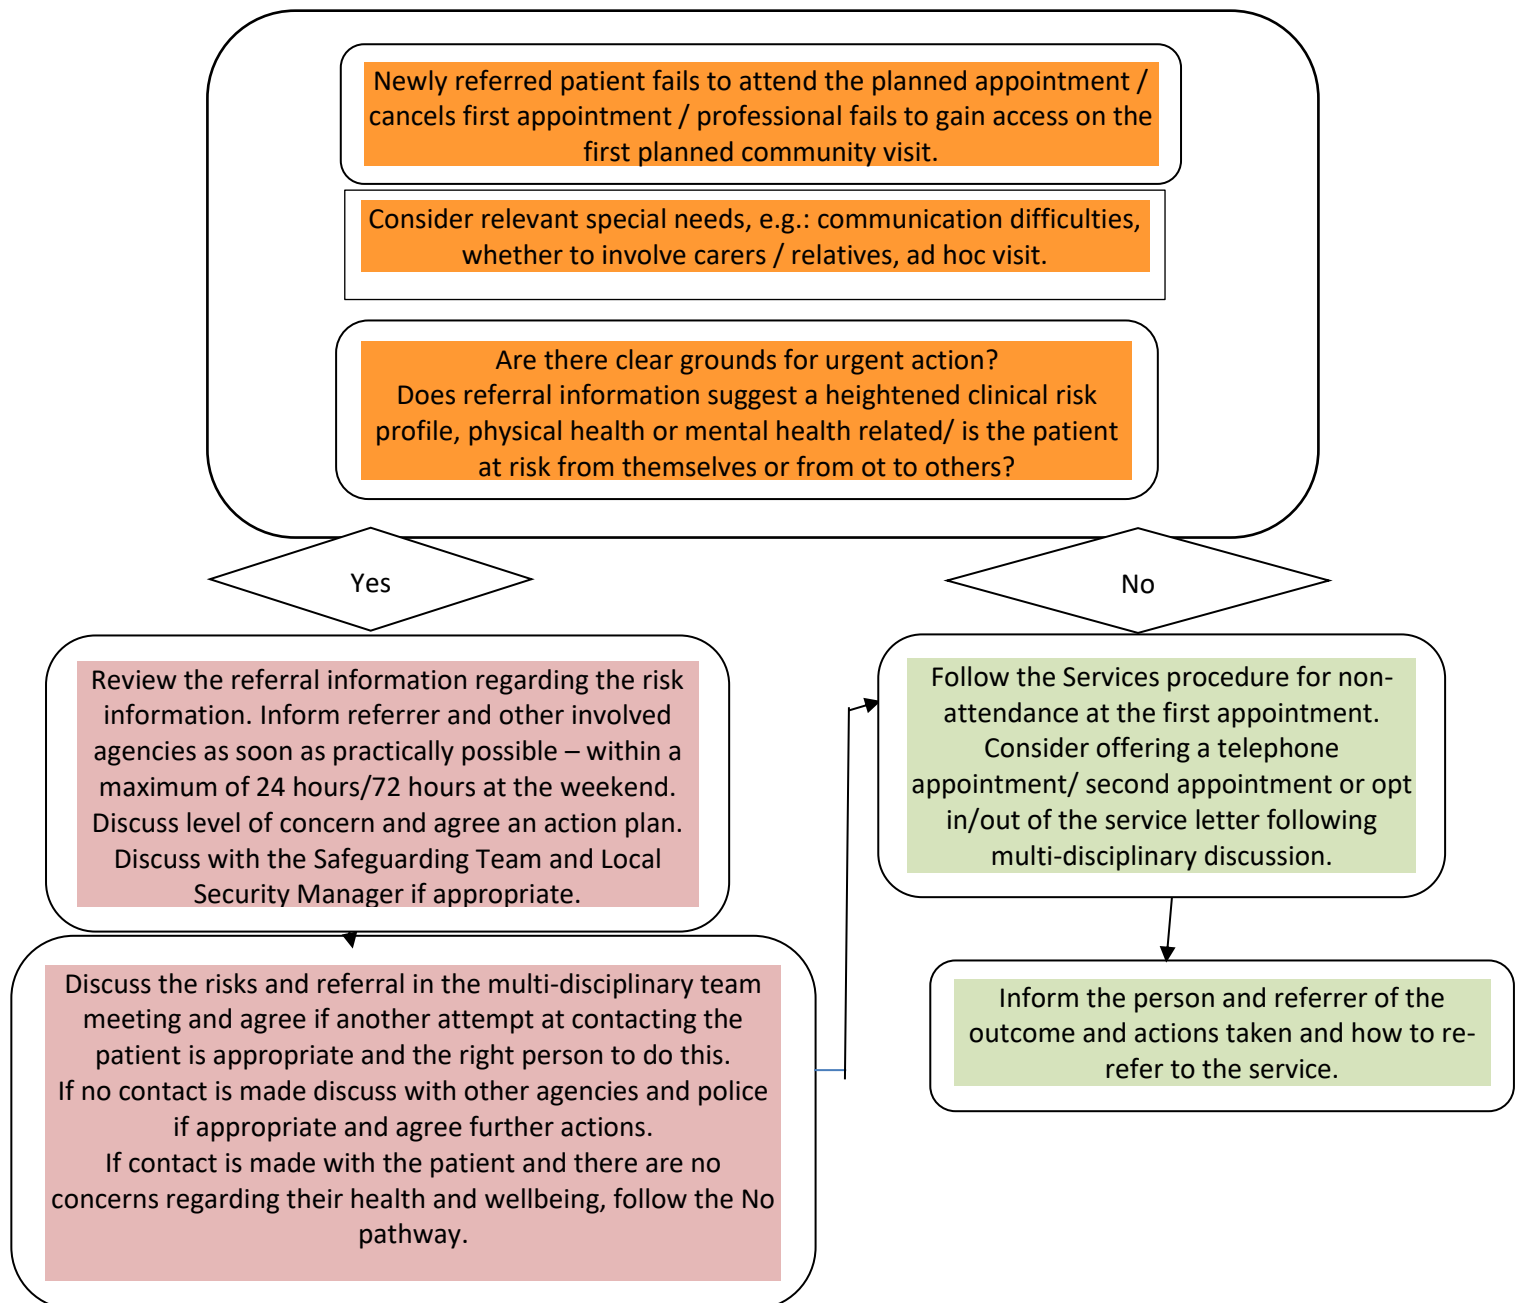 Newly referred patient fails to attend the planned appointment /
cancels first appointment / professional fails to gain access on the
first planned community visit.
Consider relevant special needs, e.g.: communication difficulties,
whether to involve carers / relatives, ad hoc visit.
Are there clear grounds for urgent action?
Does referral information suggest a heightened clinical risk
profile, physical health or mental health related/ is the patient
at risk from themselves or from ot to others?
Yes
No
Review the referral information regarding the risk
information. Inform referrer and other involved
agencies as soon as practically possible – within a
maximum of 24 hours/72 hours at the weekend.
Discuss level of concern and agree an action plan.
Discuss with the Safeguarding Team and Local
Security Manager if appropriate.
Discuss the risks and referral in the multi-disciplinary team
meeting and agree if another attempt at contacting the
patient is appropriate and the right person to do this.
If no contact is made discuss with other agencies and police
if appropriate and agree further actions.
If contact is made with the patient and there are no
concerns regarding their health and wellbeing, follow the No
pathway.
Follow the Services procedure for non-
attendance at the first appointment.
Consider offering a telephone
appointment/ second appointment or opt
in/out of the service letter following
multi-disciplinary discussion.
Inform the person and referrer of the
outcome and actions taken and how to re-
refer to the service.